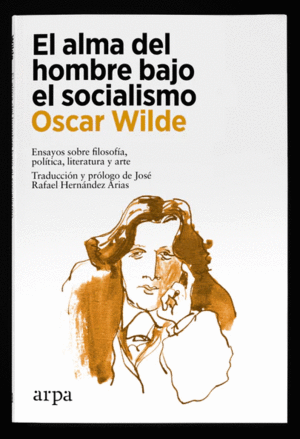 El alma del
hombre bajo
el socialismo
Oscar Wilde
Ensayos sobre filosofía,
política, literatura y arte
Traducción y prólogo de José
Rafael Hernández Arias
arpa